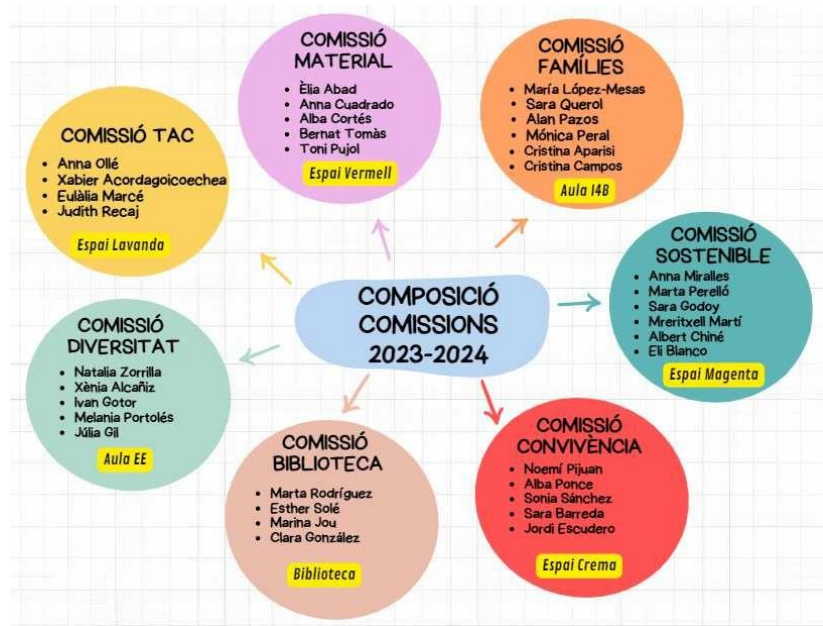 COMPOSICIÓ
COMISSIONS
2023-2024
COMISSIÓ
MATERIAL
• Èlia Abad
• Anna Cuadrado
• Alba Cortés
• Bernat Tomàs
• Toni Pujol
Espai Vermell
COMISSIÓ
FAMÍLIES
• María López-Mesas
• Sara Querol
• Alan Pazos
• Mónica Peral
• Cristina Aparisi
• Cristina Campos
Aula I4B
COMISSIÓ
SOSTENIBLE
• Anna Miralles
• Marta Perelló
• Sara Godoy
• Mreritxell Martí
• Albert Chiné
• Eli Blanco
Espai Magenta
COMISSIÓ
CONVIVÈNCIA
• Noemí Pijuan
• Alba Ponce
• Sonia Sánchez
• Sara Barreda
• Jordi Escudero
Espai Crema
COMISSIÓ
BIBLIOTECA
• Marta Rodríguez
• Esther Solé
• Marina Jou
• Clara González
Biblioteca
COMISSIÓ
DIVERSITAT
• Natalia Zorrilla
• Xènia Alcañiz
• Ivan Gotor
• Melania Portolés
• Júlia Gil
Aula EE
COMISSIÓ TAC
• Anna Ollé
• Xabier Acordagoicoechea
• Eulàlia Marcé
• Judith Recaj
Espai Lavanda